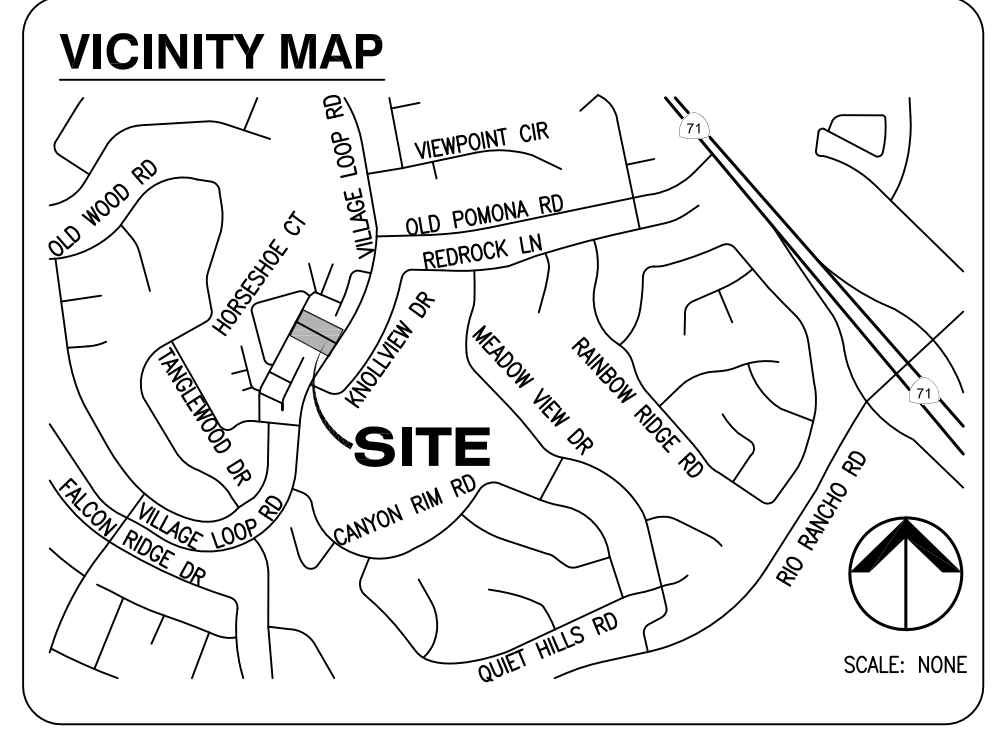 VICINITY MAP
VILLAGE LOOP RD
VIEWPOINT CIR
71
OLD WOOD RD
OLD POMONA RD
REDROCK LN
HORSESHOE CT
KNOLLVIEW DR
TANGLEWOOD DR
MEADOW VIEW DR
RAINBOW RIDGE RD
71
SITE
CANYON RIM RD
FALCON RIDGE DR
VILLAGE LOOP RD
RIO RANCHO RD
QUIET HILLS RD
SCALE: NONE